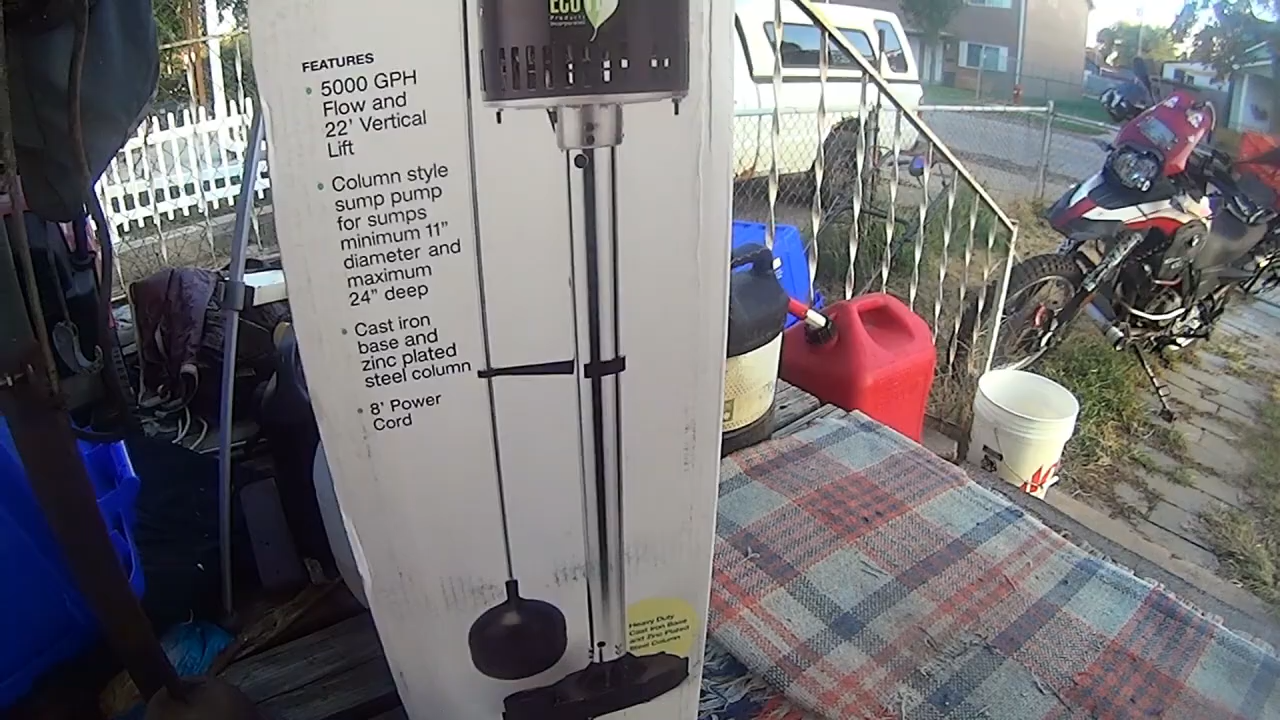 ECO
Products
Incorporated
FEATURES
• 5000 GPH
Flow and
22' Vertical
Lift
• Column style
sump pump
for sumps
minimum 11"
diameter and
maximum
24" deep
• Cast iron
base and
zinc plated
steel column
• 8' Power
Cord
Heavy Duty
Cast Iron Base
and Zinc Plated
Steel Column